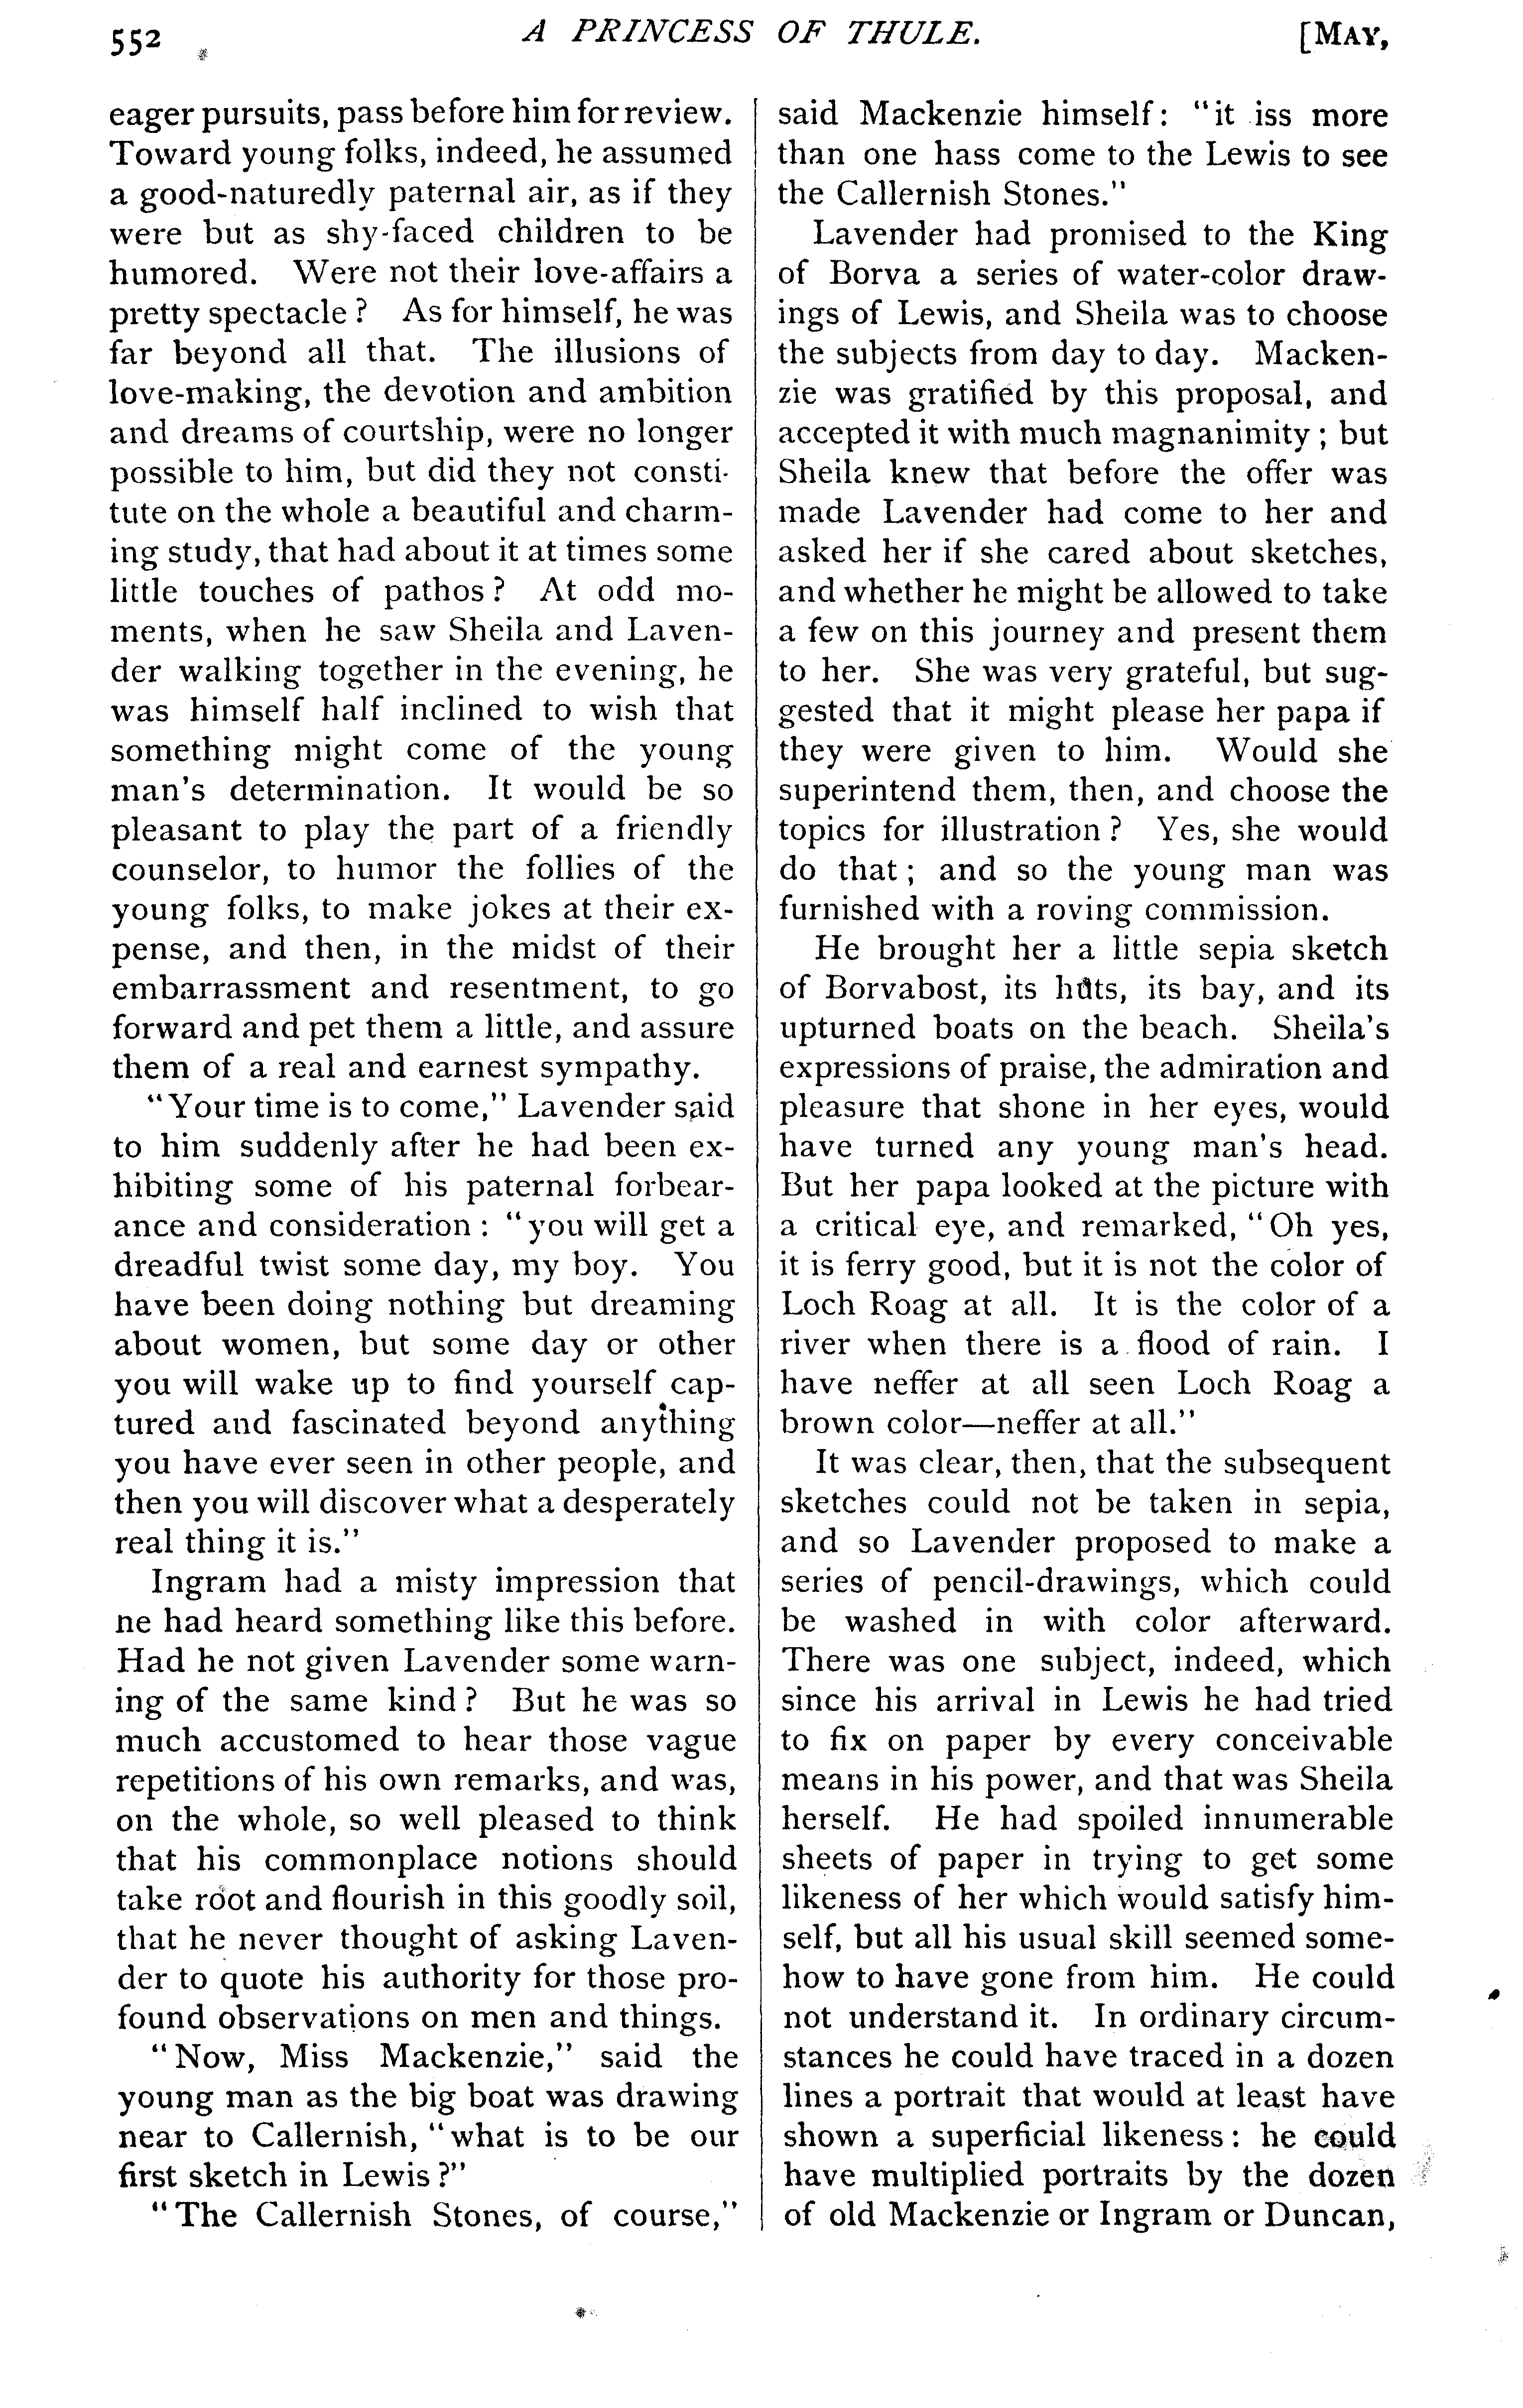 552 A PRINCESS OF THULE. [MAY,
eager pursuits, pass before him for review.
Toward young folks, indeed, he assumed
a good-naturedly paternal air, as if they
were but as shy-faced children to be
humored. Were not their love-affairs a
pretty spectacle ? As for himself, he was
far beyond all that. The illusions of
love-making, the devotion and ambition
and dreams of courtship, were no longer
possible to him, but did they not consti-
tute on the whole a beautiful and charm-
ing study, that had about it at times some
little touches of pathos ? At odd mo-
ments, when he saw Sheila and Laven-
der walking together in the evening, he
was himself half inclined to wish that
something might come of the young
man's determination. It would be so
pleasant to play the part of a friendly
counselor, to humor the follies of the
young folks, to make jokes at their ex-
pense, and then, in the midst of their
embarrassment and resentment, to go
forward and pet them a little, and assure
them of a real and earnest sympathy.
"Your time is to come," Lavender said
to him suddenly after he had been ex-
hibiting some of his paternal forbear-
ance and consideration : "you will get a
dreadful twist some day, my boy. You
have been doing nothing but dreaming
about women, but some day or other
you will wake up to find yourself cap-
tured and fascinated beyond anything
you have ever seen in other people, and
then you will discover what a desperately
real thing it is."
Ingram had a misty impression that
he had heard something like this before.
Had he not given Lavender some warn-
ing of the same kind ? But he was so
much accustomed to hear those vague
repetitions of his own remarks, and was,
on the whole, so well pleased to think
that his commonplace notions should
take root and flourish in this goodly soil,
that he never thought of asking Laven-
der to quote his authority for those pro-
found observations on men and things.
"Now, Miss Mackenzie," said the
young man as the big boat was drawing
near to Callernish, "what is to be our
first sketch in Lewis ?"
"The Callernish Stones, of course,"
said Mackenzie himself: "it iss more
than one hass come to the Lewis to see
the Callernish Stones."
Lavender had promised to the King
of Borva a series of water-color draw-
ings of Lewis, and Sheila was to choose
the subjects from day to day. Macken-
zie was gratified by this proposal, and
accepted it with much magnanimity ; but
Sheila knew that before the offer was
made Lavender had come to her and
asked her if she cared about sketches,
and whether he might be allowed to take
a few on this journey and present them
to her. She was very grateful, but sug-
gested that it might please her papa if
they were given to him. Would she
superintend them, then, and choose the
topics for illustration ? Yes, she would
do that ; and so the young man was
furnished with a roving commission.
He brought her a little sepia sketch
of Borvabost, its huts, its bay, and its
upturned boats on the beach. Sheila's
expressions of praise, the admiration and
pleasure that shone in her eyes, would
have turned any young man's head.
But her papa looked at the picture with
a critical eye, and remarked, "Oh yes,
it is ferry good, but it is not the color of
Loch Roag at all. It is the color of a
river when there is a flood of rain. I
have neffer at all seen Loch Roag a
brown color—neffer at all."
It was clear, then, that the subsequent
sketches could not be taken in sepia,
and so Lavender proposed to make a
series of pencil-drawings, which could
be washed in with color afterward.
There was one subject, indeed, which
since his arrival in Lewis he had tried
to fix on paper by every conceivable
means in his power, and that was Sheila
herself. He had spoiled innumerable
sheets of paper in trying to get some
likeness of her which would satisfy him-
self, but all his usual skill seemed some-
how to have gone from him. He could
not understand it. In ordinary circum-
stances he could have traced in a dozen
lines a portrait that would at least have
shown a superficial likeness: he could
have multiplied portraits by the dozen
of old Mackenzie or Ingram or Duncan,